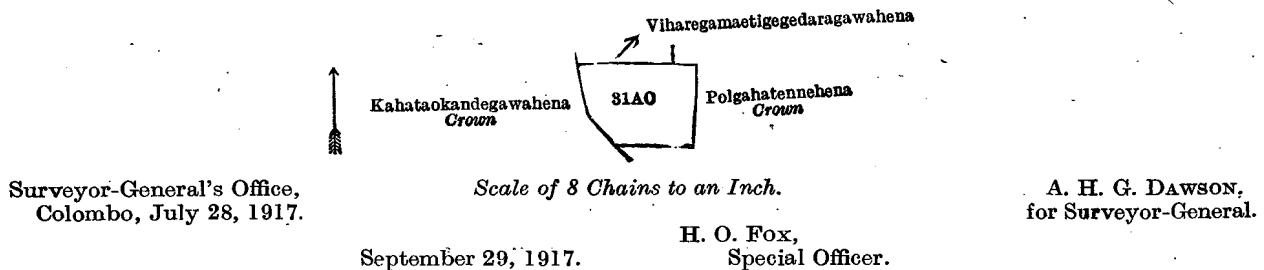 Viharegamaetigegedaragawahena
Kahataokandegawahena
Crown
31AO
Polgahatennehena
Crown
Surveyor-General's Office,
Colombo, July 28, 1917.
Scale of 8 Chains to an Inch.
A. H. G. DAWSON,
for Surveyor-General.
H. O. Fox,
September 29, 1917. Special Officer.